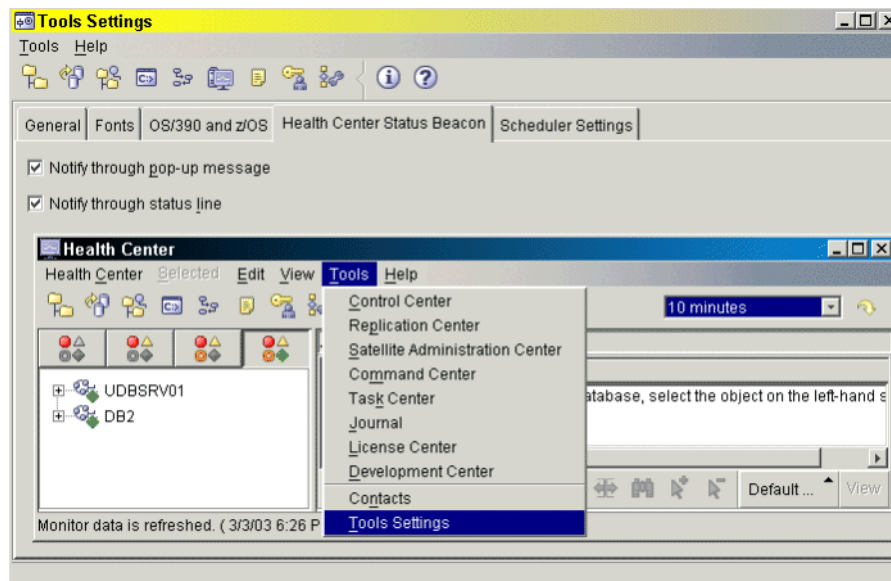 Tools Settings
Tools Help
General Fonts OS/390 and z/OS Health Center Status Beacon Scheduler Settings
Notify through pop-up message
Notify through status line
Health Center
Health Center Selected Edit View Tools Help
10 minutes
Control Center
Replication Center
Satellite Administration Center
Command Center
Task Center
Journal
License Center
Development Center
Contacts
Tools Settings
UDBSRV01
DB2
atabase, select the object on the left-hand s
Default ... View
Monitor data is refreshed. ( 3/3/03 6:26 P